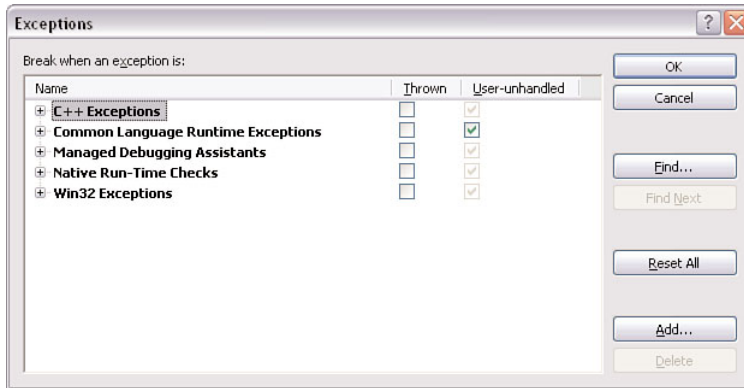 Exceptions
Break when an exception is:
Name Thrown User-unhandled
C++ Exceptions
Common Language Runtime Exceptions
Managed Debugging Assistants
Native Run-Time Checks
Win32 Exceptions
OK
Cancel
Find...
Find Next
Reset All
Add...
Delete